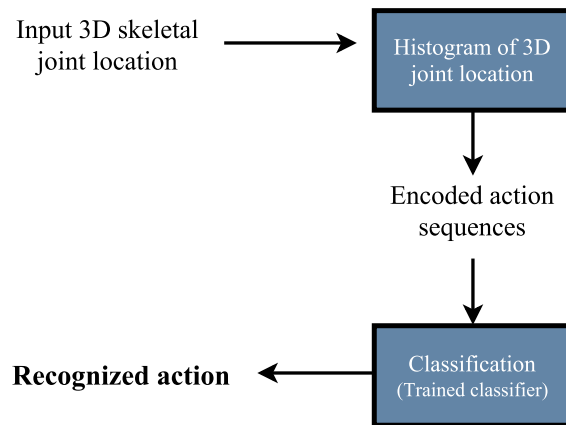 Input 3D skeletal
joint location
Histogram of 3D
joint location
Encoded action
sequences
Classification
(Trained classifier)
Recognized action